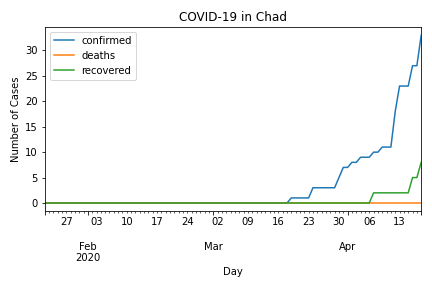 COVID-19 in Chad
confirmed
deaths
recovered
Number of Cases
30
25
20
15
10
5
0
27 03 10 17 24 02 09 16 23 30 06 13
Feb Mar Apr
2020
Day